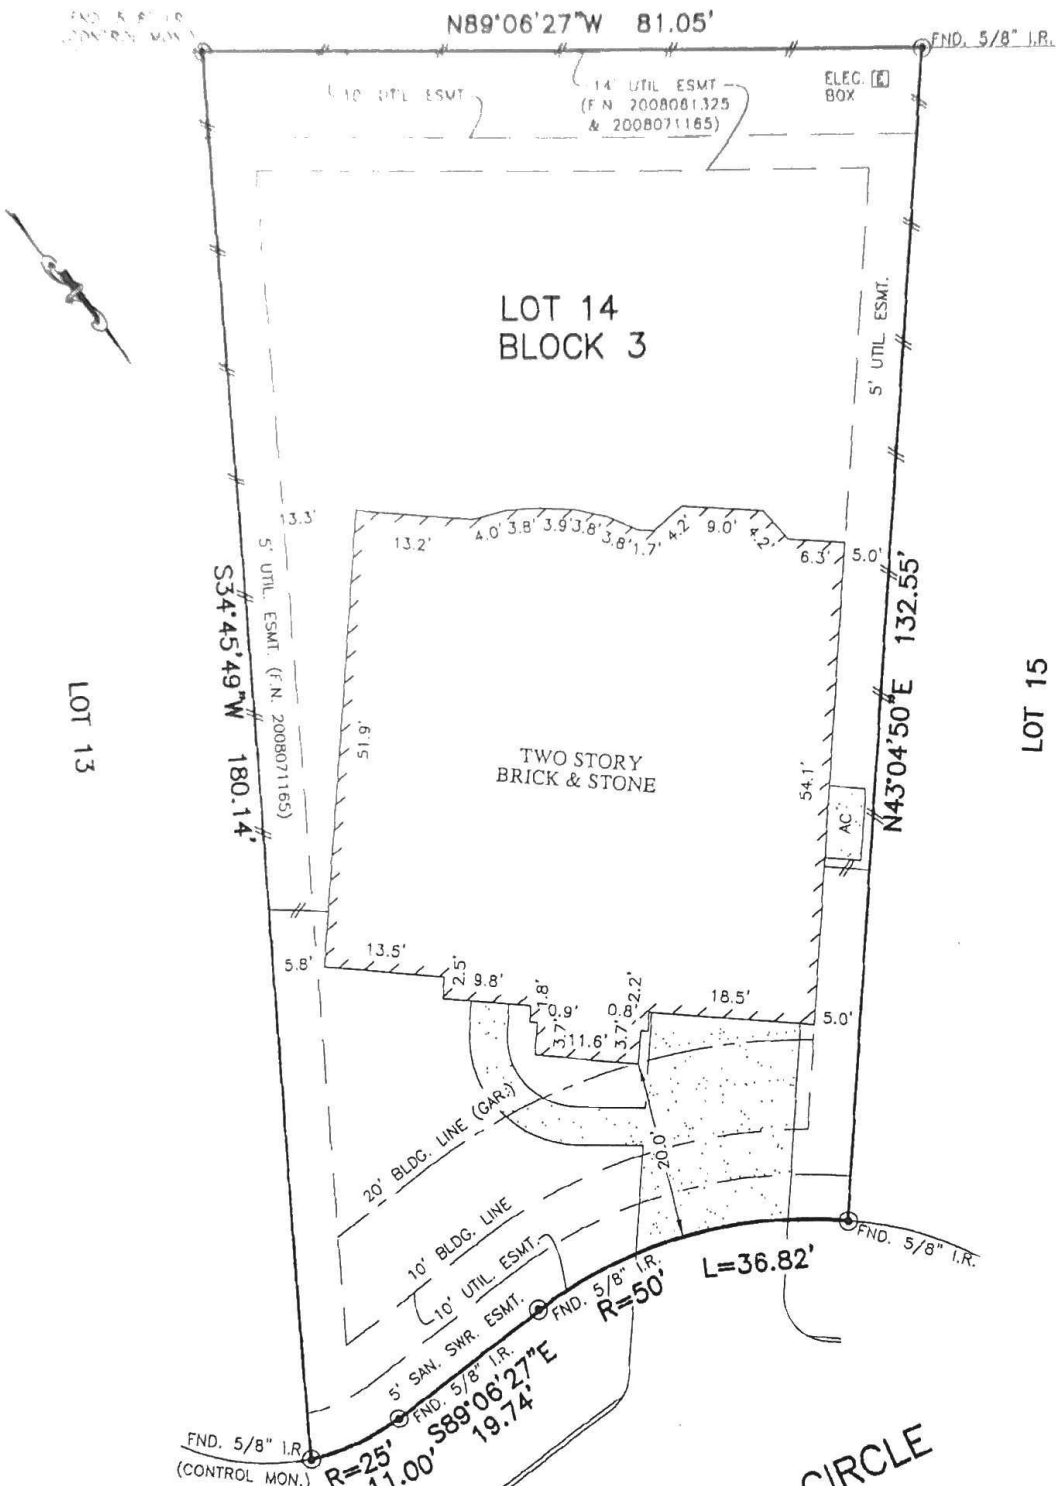 N89°06'27"W 81.05'
FND. 5/8" I.R.
(CONTROL MON.)
FND. 5/8" I.R.
10' UTIL ESMT
14' UTIL ESMT
(F.N. 2008081325
& 2008071165)
ELEC. E
BOX
LOT 14
BLOCK 3
5' UTIL ESMT.
13.3'
13.2'
4.0'
3.8'
3.9'
3.8'
3.8'
1.7'
4.2'
9.0'
4.2'
6.3'
5.0'
5' UTIL. ESMT. (F.N. 2008071165)
S34°45'49"W 180.14'
N43°04'50"E 132.55'
LOT 13
LOT 15
51.9'
TWO STORY
BRICK & STONE
54.1'
AC
5.8'
13.5'
2.5'
9.8'
1.8'
0.9'
3.7'
11.6'
3.7'
0.8'
2.2'
18.5'
5.0'
20' BLDG. LINE (GAR.)
20.0'
10' BLDG. LINE
10' UTIL. ESMT.
5' SAN. SWR. ESMT.
FND. 5/8" I.R.
R=50'
L=36.82'
FND. 5/8" I.R.
FND. 5/8" I.R.
S89°06'27"E
19.74'
FND. 5/8" I.R.
(CONTROL MON.)
R=25'
11.00'
CIRCLE